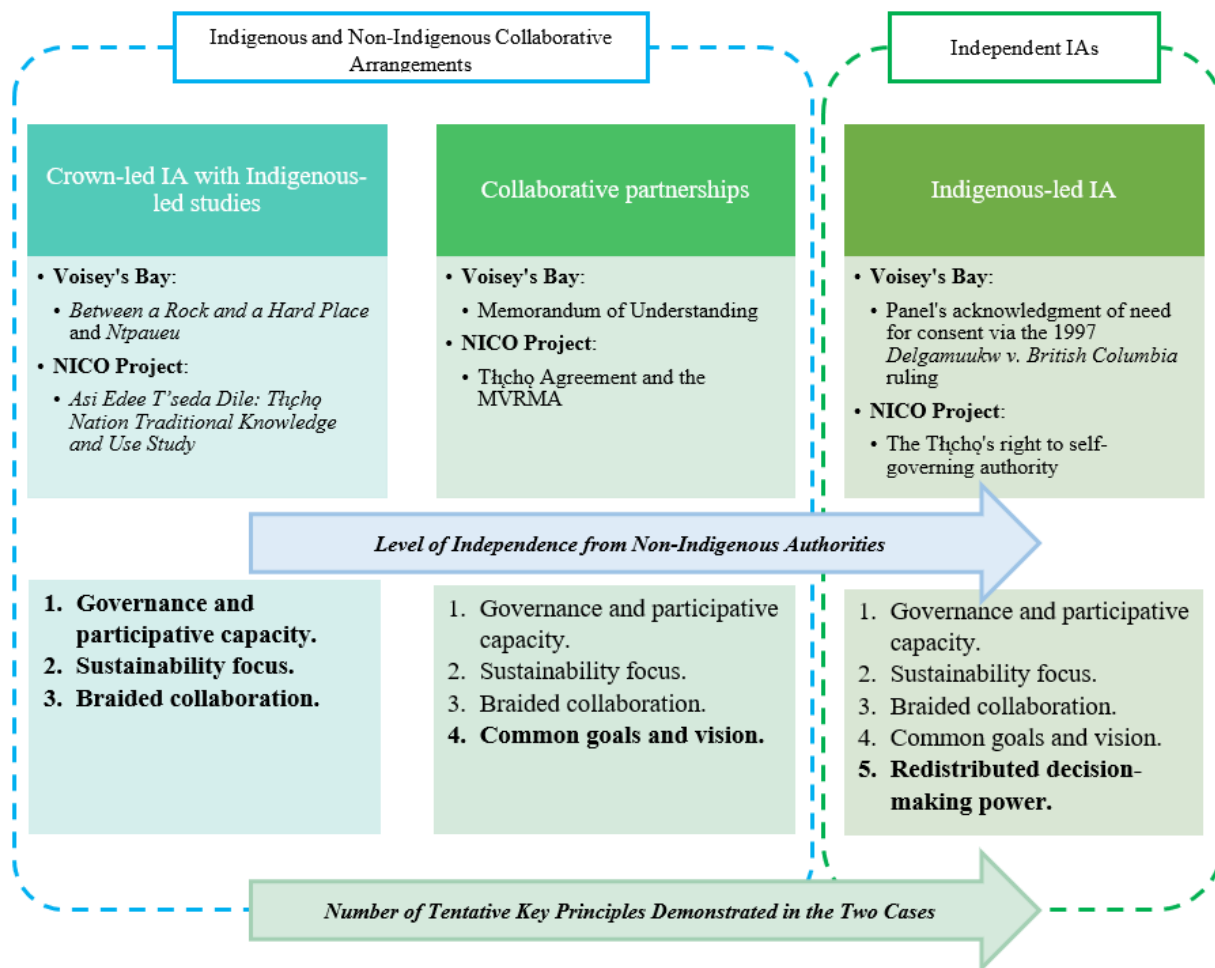 Indigenous and Non-Indigenous Collaborative
Arrangements
Independent IAs
Crown-led IA with Indigenous-
led studies
• Voisey's Bay:
• Between a Rock and a Hard Place
and Ntpaueu
• NICO Project:
• Asi Edee T’seda Dile: Tłı̨chǫ
Nation Traditional Knowledge
and Use Study
Collaborative partnerships
• Voisey's Bay:
• Memorandum of Understanding
• NICO Project:
• Tłı̨chǫ Agreement and the
MVRMA
Indigenous-led IA
• Voisey's Bay:
• Panel's acknowledgment of need
for consent via the 1997
Delgamuukw v. British Columbia
ruling
• NICO Project:
• The Tłı̨chǫ's right to self-
governing authority
Level of Independence from Non-Indigenous Authorities
1. Governance and
participative capacity.
2. Sustainability focus.
3. Braided collaboration.
1. Governance and participative
capacity.
2. Sustainability focus.
3. Braided collaboration.
4. Common goals and vision.
1. Governance and participative
capacity.
2. Sustainability focus.
3. Braided collaboration.
4. Common goals and vision.
5. Redistributed decision-
making power.
Number of Tentative Key Principles Demonstrated in the Two Cases